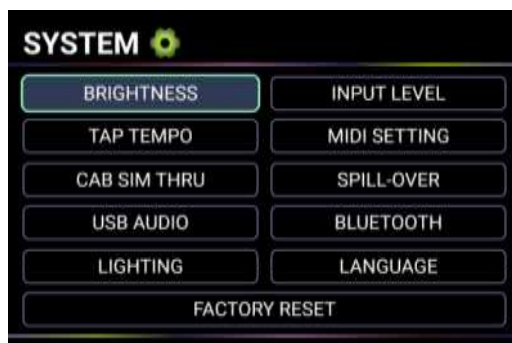 SYSTEM
BRIGHTNESS
INPUT LEVEL
TAP TEMPO
MIDI SETTING
CAB SIM THRU
SPILL-OVER
USB AUDIO
BLUETOOTH
LIGHTING
LANGUAGE
FACTORY RESET